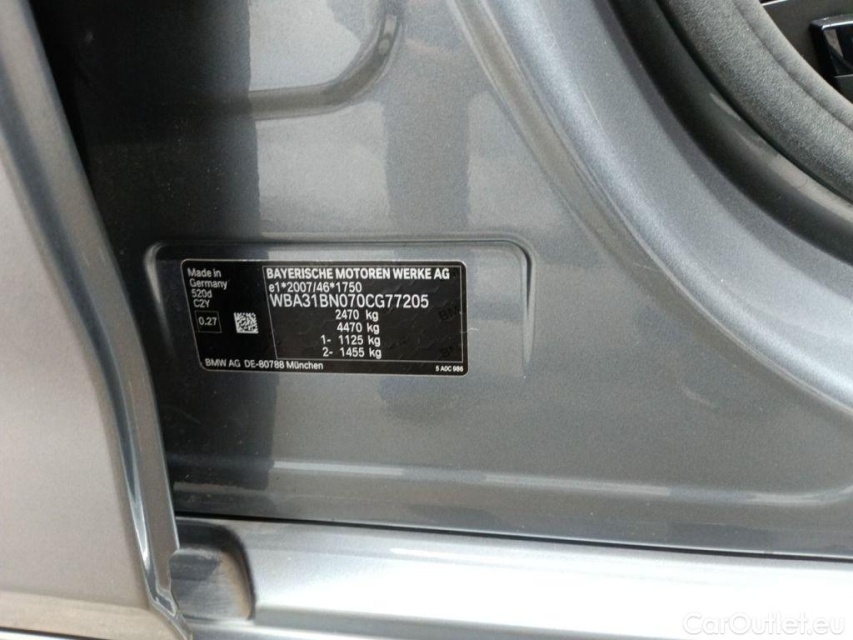 Made in
Germany
520d
C2Y
0.27
BAYERISCHE MOTOREN WERKE AG
e1*2007/46*1750
WBA31BN070CG77205
2470 kg
4470 kg
1- 1125 kg
2- 1455 kg
BMW AG DE-80788 München
5 A0C 986
CarOutlet.eu